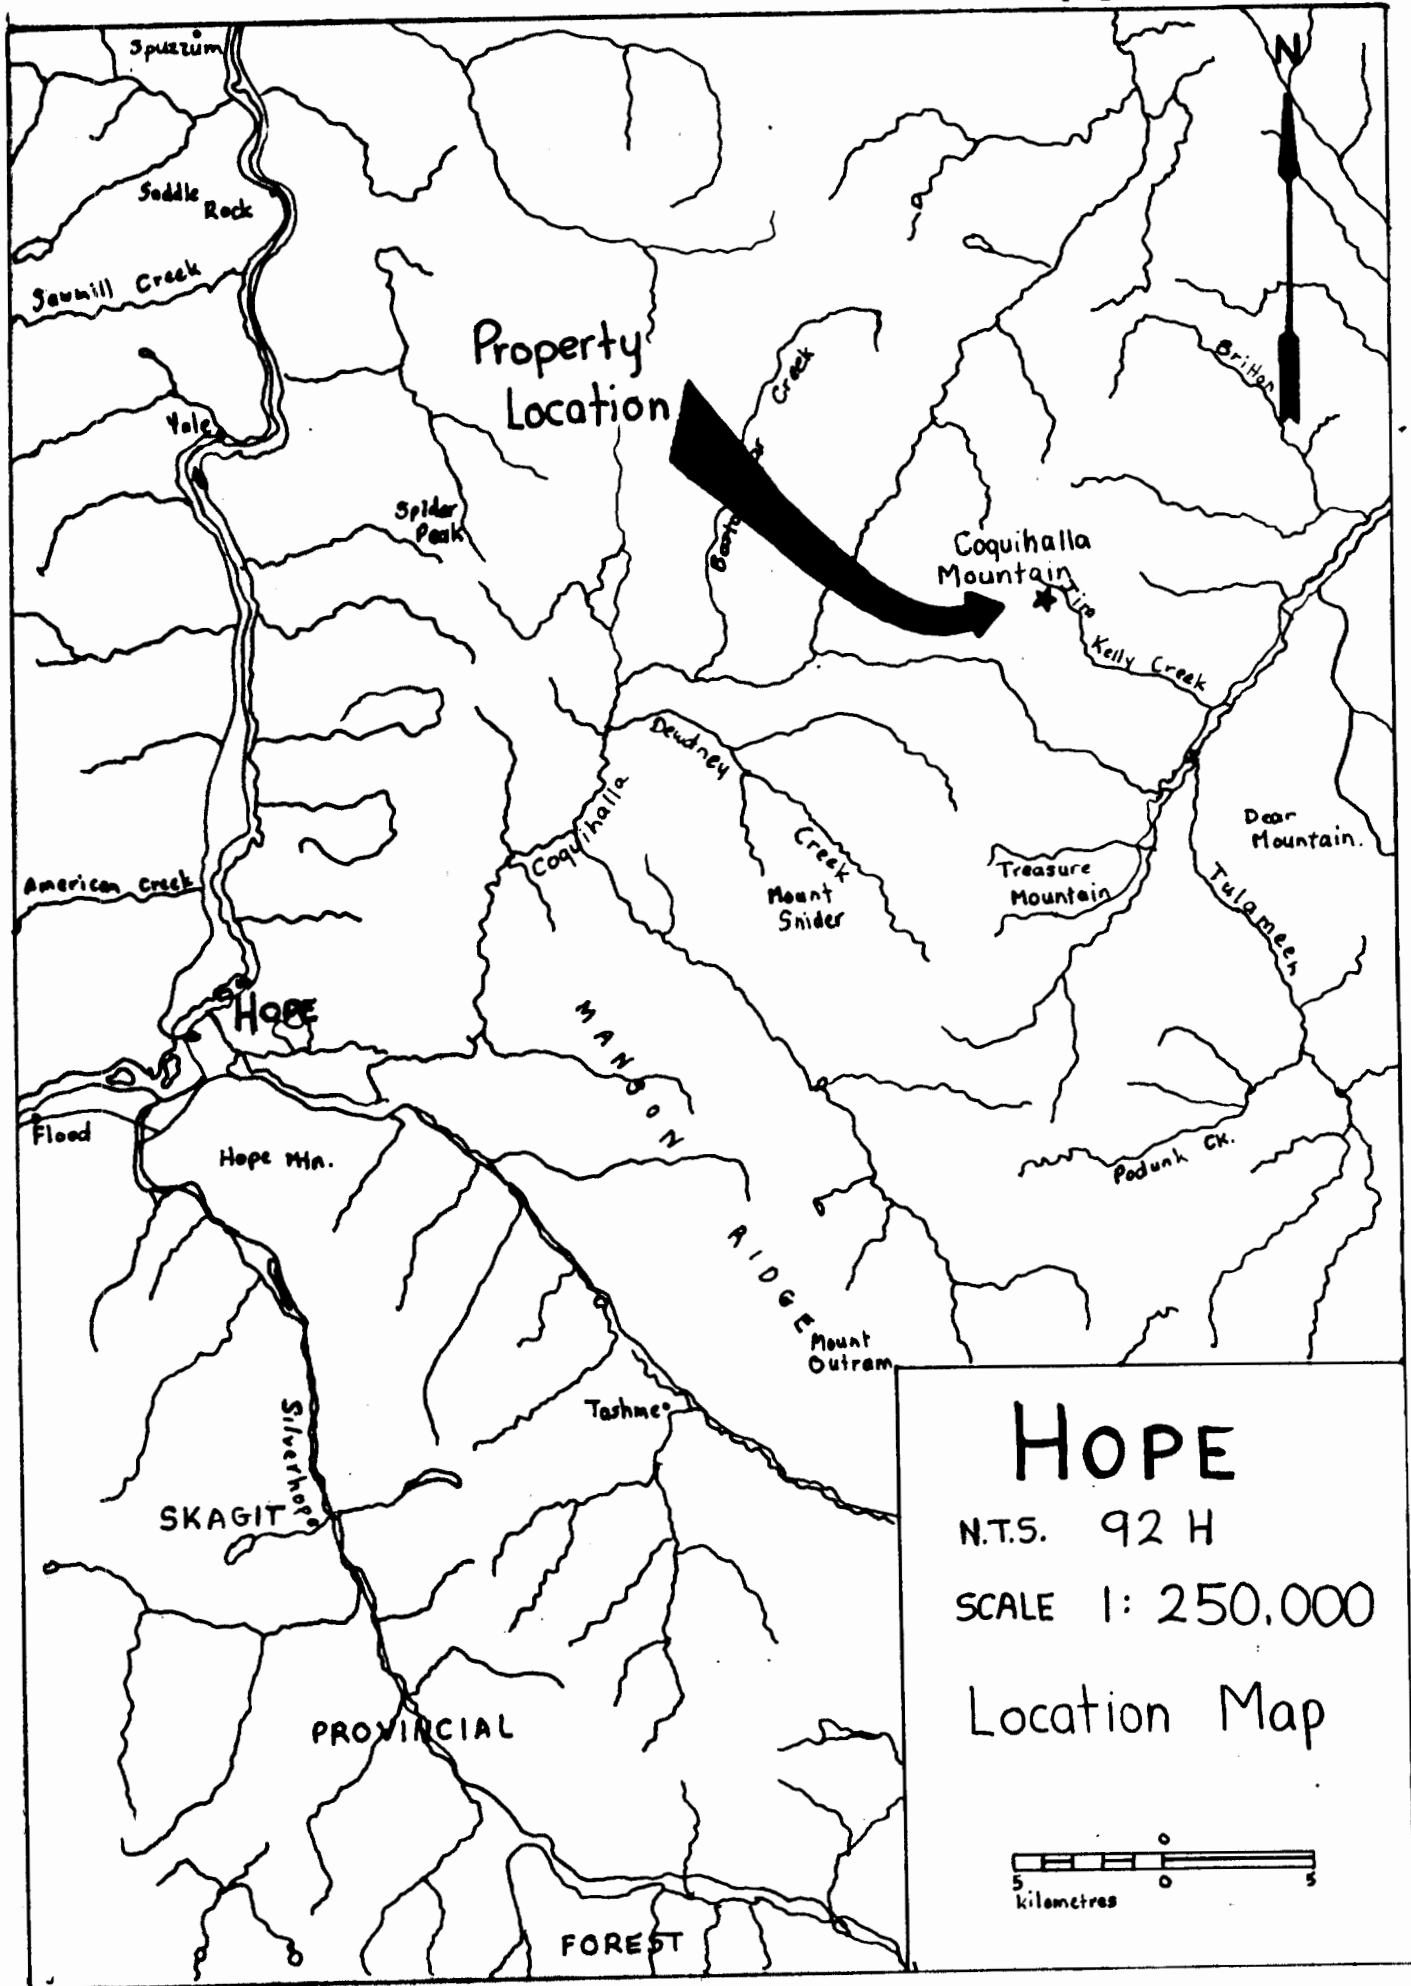 Spuzzum
N
Saddle
Rock
Sawmill Creek
Property
Location
Creek
Britton
Yale
Spider
Peak
Coquihalla
Mountain
Jim
Kelly Creek
Dewdney
Creek
Coquihalla
Dear
Mountain.
Treasure
Mountain
Mount
Snider
Tulameen
American Creek
HOPE
MANSON
RIDGE
Flood
Hope Mtn.
Podunk CK.
Mount
Outram
Tashme
Silverhope
SKAGIT
PROVINCIAL
FOREST
HOPE
N.T.S. 92 H
SCALE 1: 250,000
Location Map
0
5 0 5
kilometres